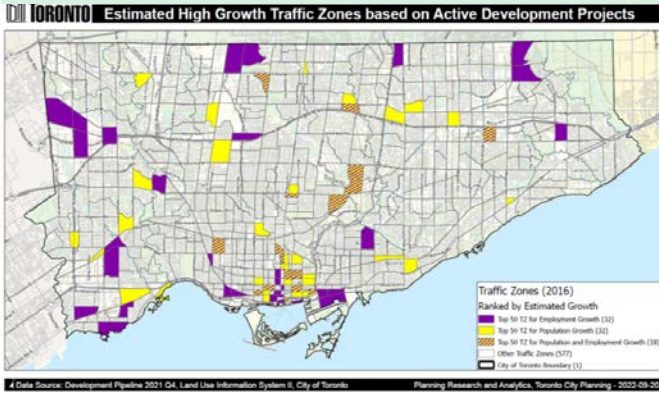 TORONTO
Estimated High Growth Traffic Zones based on Active Development Projects
Traffic Zones (2016)
Ranked by Estimated Growth
Top 50 TZ for Employment Growth (32)
Top 50 TZ for Population Growth (32)
Top 50 TZ for Population and Employment Growth (18)
Other Traffic Zones (577)
City of Toronto Boundary (1)
Data Source: Development Pipeline 2021 Q4, Land Use Information System II, City of Toronto
Planning Research and Analytics, Toronto City Planning - 2022-09-20